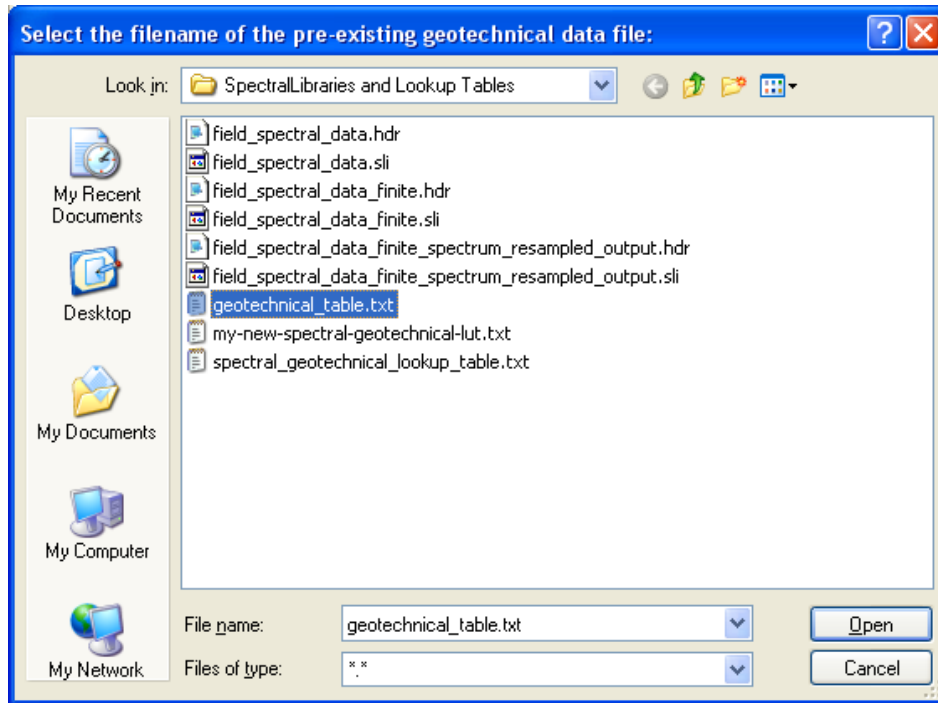 Select the filename of the pre-existing geotechnical data file:
Look in:
SpectralLibraries and Lookup Tables
My Recent
Documents
Desktop
My Documents
My Computer
My Network
field_spectral_data.hdr
field_spectral_data.sli
field_spectral_data_finite.hdr
field_spectral_data_finite.sli
field_spectral_data_finite_spectrum_resampled_output.hdr
field_spectral_data_finite_spectrum_resampled_output.sli
geotechnical_table.txt
my-new-spectral-geotechnical-lut.txt
spectral_geotechnical_lookup_table.txt
File name:
geotechnical_table.txt
Open
Files of type:
*.*
Cancel